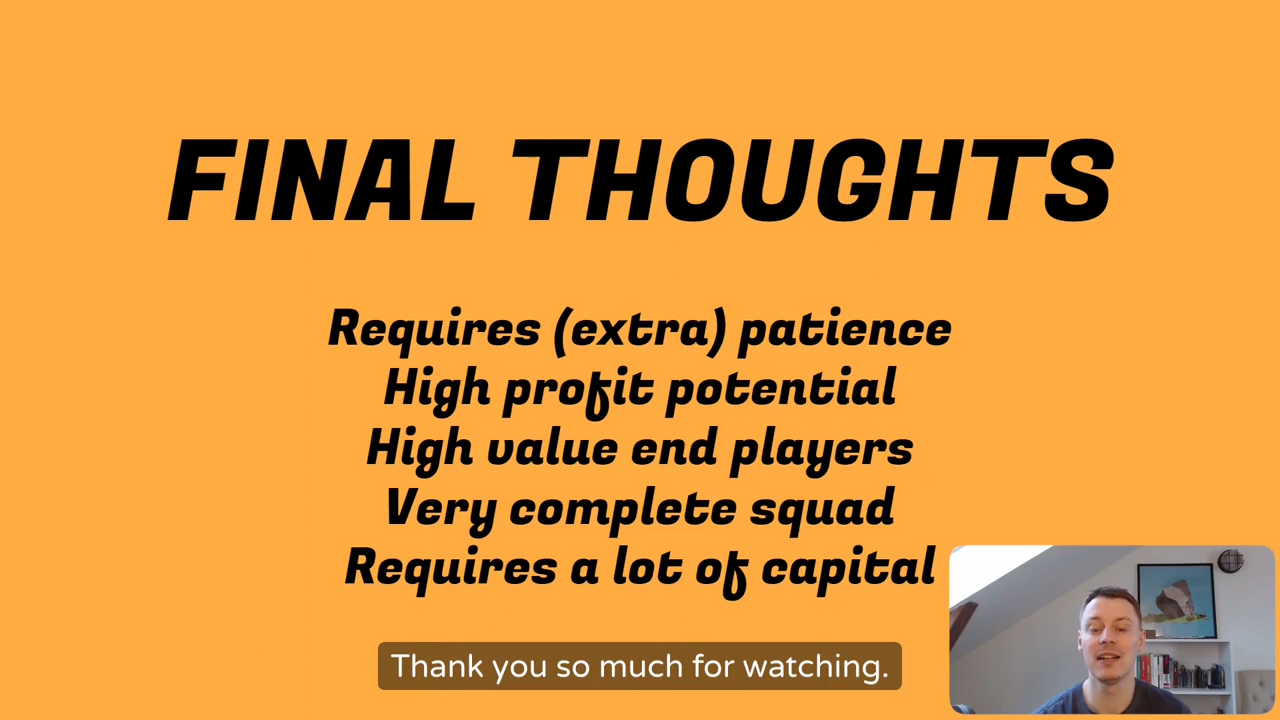 FINAL THOUGHTS
Requires (extra) patience
High profit potential
High value end players
Very complete squad
Requires a lot of capital
Thank you so much for watching.